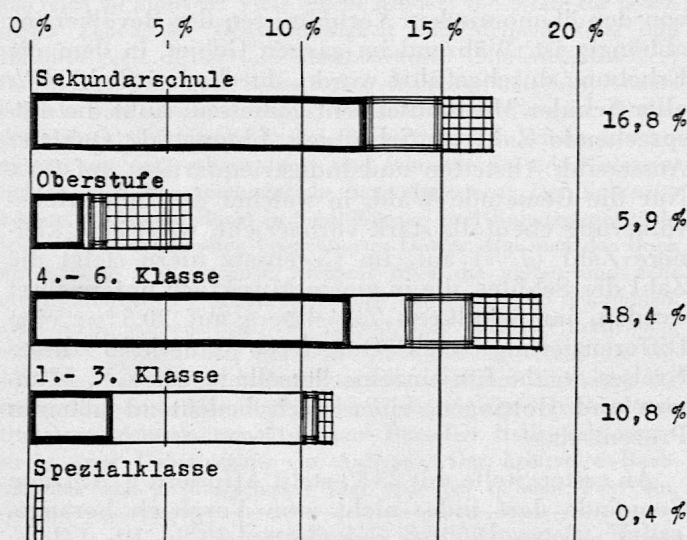 0 % 5 % 10 % 15 % 20 %
Sekundarschule
16,8 %
Oberstufe
5,9 %
4.- 6. Klasse
18,4 %
1.- 3. Klasse
10,8 %
Spezialklasse
0,4 %